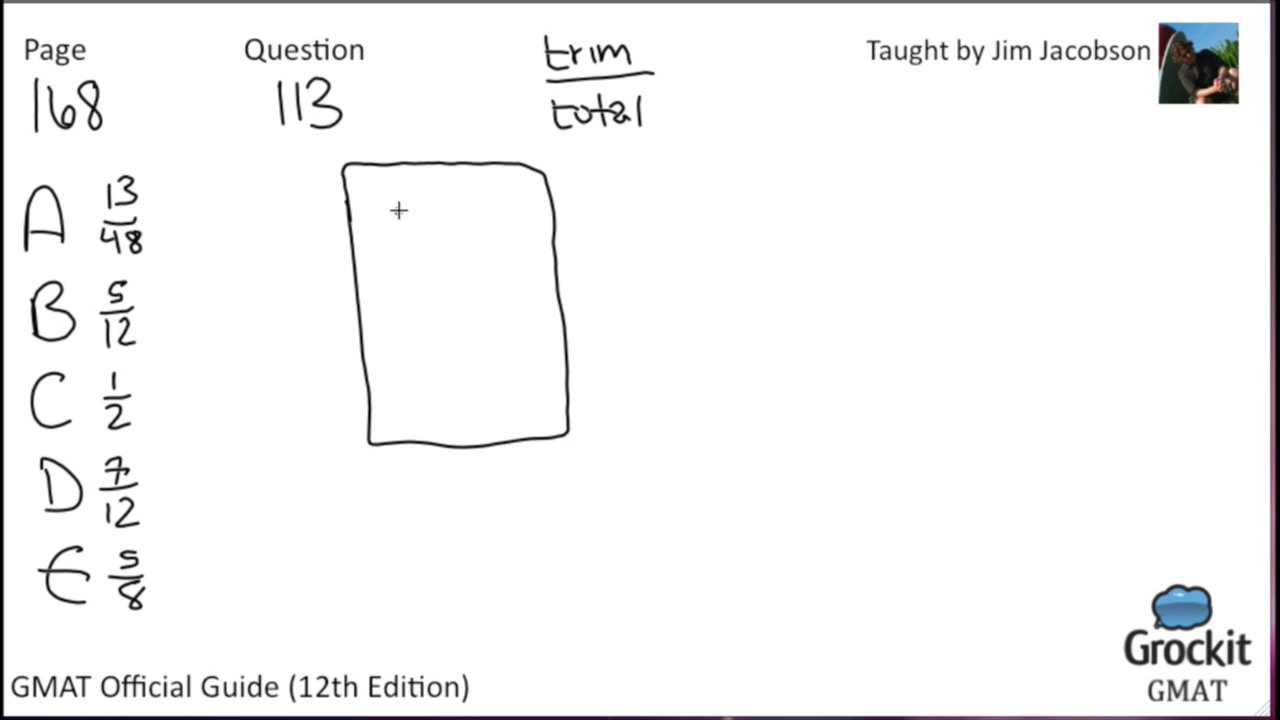 Page
168
Question
113
trim
total
Taught by Jim Jacobson
A 13/48
B 5/12
C 1/2
D 7/12
E 5/8
GMAT Official Guide (12th Edition)
Grockit
GMAT